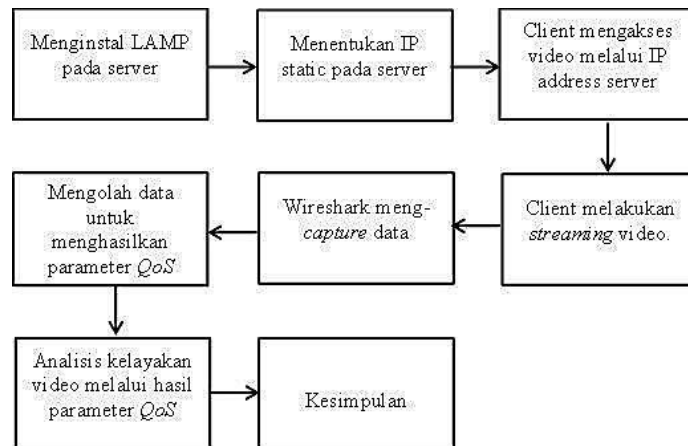 Menginstal LAMP
pada server
Menentukan IP
static pada server
Client mengakses
video melalui IP
address server
Client melakukan
streaming video.
Wireshark meng-
capture data
Mengolah data
untuk
menghasilkan
parameter QoS
Analisis kelayakan
video melalui hasil
parameter QoS
Kesimpulan